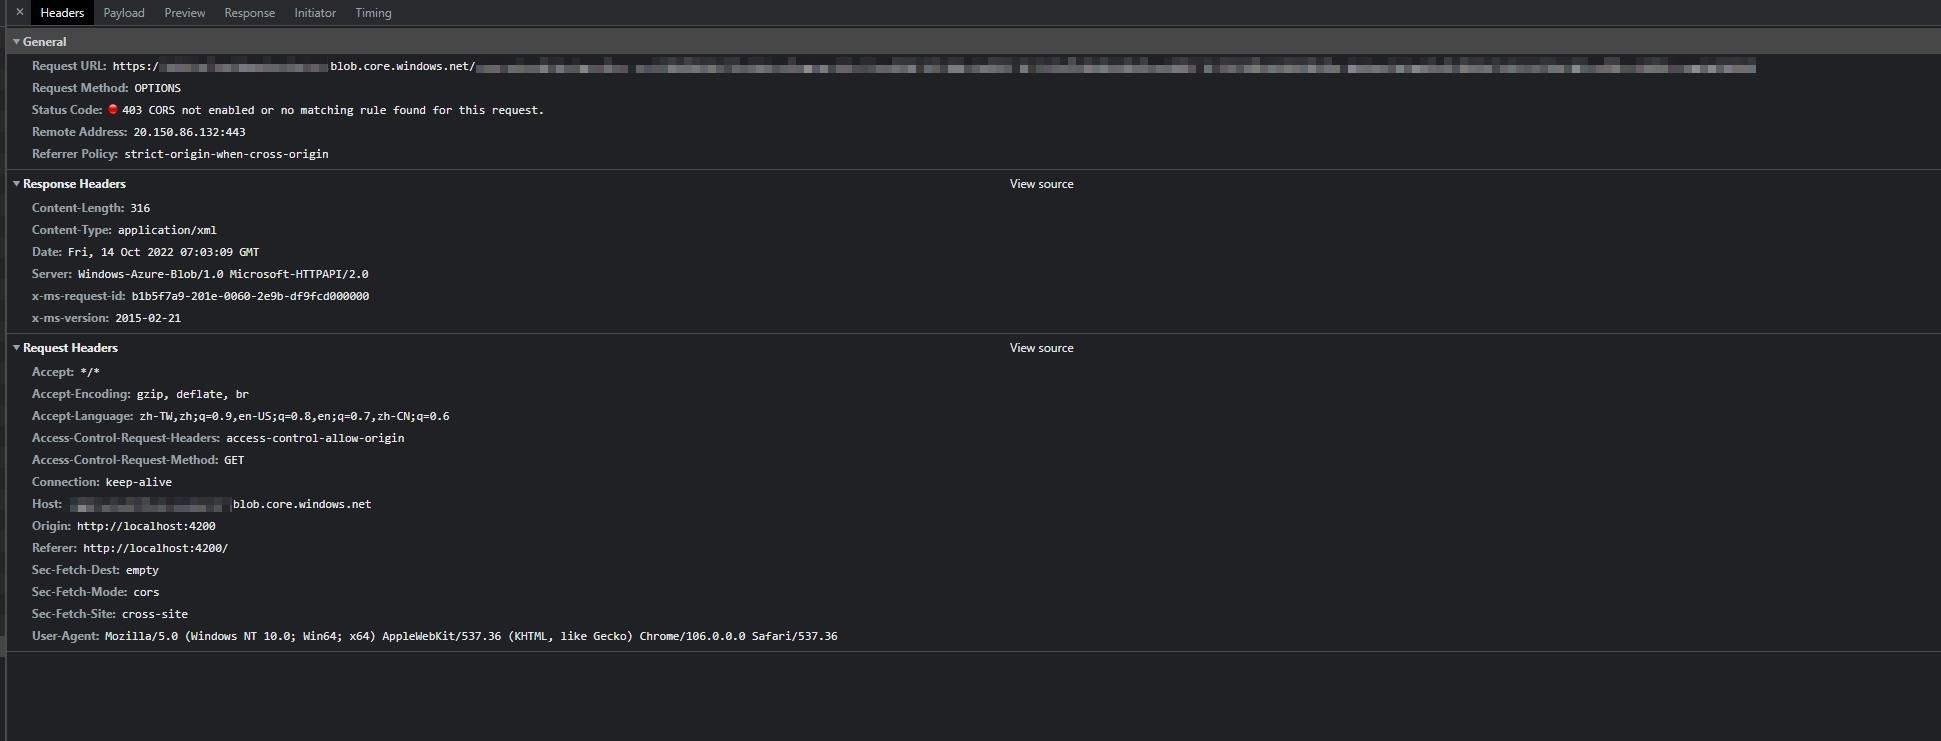 × Headers Payload Preview Response Initiator Timing
General
Request URL: https:/ blob.core.windows.net/
Request Method: OPTIONS
Status Code: 403 CORS not enabled or no matching rule found for this request.
Remote Address: 20.150.86.132:443
Referrer Policy: strict-origin-when-cross-origin
Response Headers View source
Content-Length: 316
Content-Type: application/xml
Date: Fri, 14 Oct 2022 07:03:09 GMT
Server: Windows-Azure-Blob/1.0 Microsoft-HTTPAPI/2.0
x-ms-request-id: b1b5f7a9-201e-0060-2e9b-df9fcd000000
x-ms-version: 2015-02-21
Request Headers View source
Accept: */*
Accept-Encoding: gzip, deflate, br
Accept-Language: zh-TW,zh;q=0.9,en-US;q=0.8,en;q=0.7,zh-CN;q=0.6
Access-Control-Request-Headers: access-control-allow-origin
Access-Control-Request-Method: GET
Connection: keep-alive
Host: blob.core.windows.net
Origin: http://localhost:4200
Referer: http://localhost:4200/
Sec-Fetch-Dest: empty
Sec-Fetch-Mode: cors
Sec-Fetch-Site: cross-site
User-Agent: Mozilla/5.0 (Windows NT 10.0; Win64; x64) AppleWebKit/537.36 (KHTML, like Gecko) Chrome/106.0.0.0 Safari/537.36